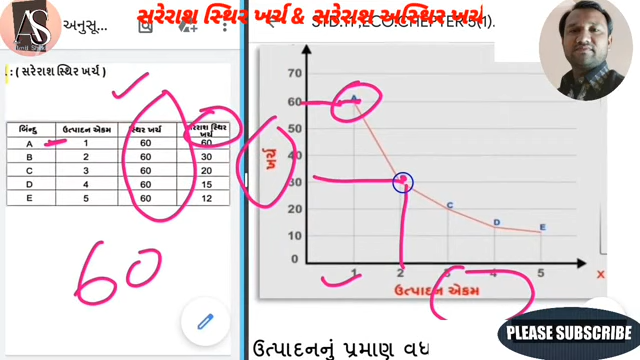 સરેરાશ સ્થિર ખર્ચ & સરેરાશ અસ્થિર ખર્ચ
અનુસૂ...
STD.11,ECO.CHEPTER 5(1).
AS
: ( સરેરાશ સ્થિર ખર્ચ )
બિંદુ ઉત્પાદન એકમ સ્થિર ખર્ચ સરેરાશ સ્થિર ખર્ચ
A 1 60 60
B 2 60 30
C 3 60 20
D 4 60 15
E 5 60 12
60
70
60
50
40
30
20
10
0
ખર્ચ
A
B
C
D
E
1 2 3 4 5
x
ઉત્પાદન એકમ
PLEASE SUBSCRIBE
ઉત્પાદનનું પ્રમાણ વધ